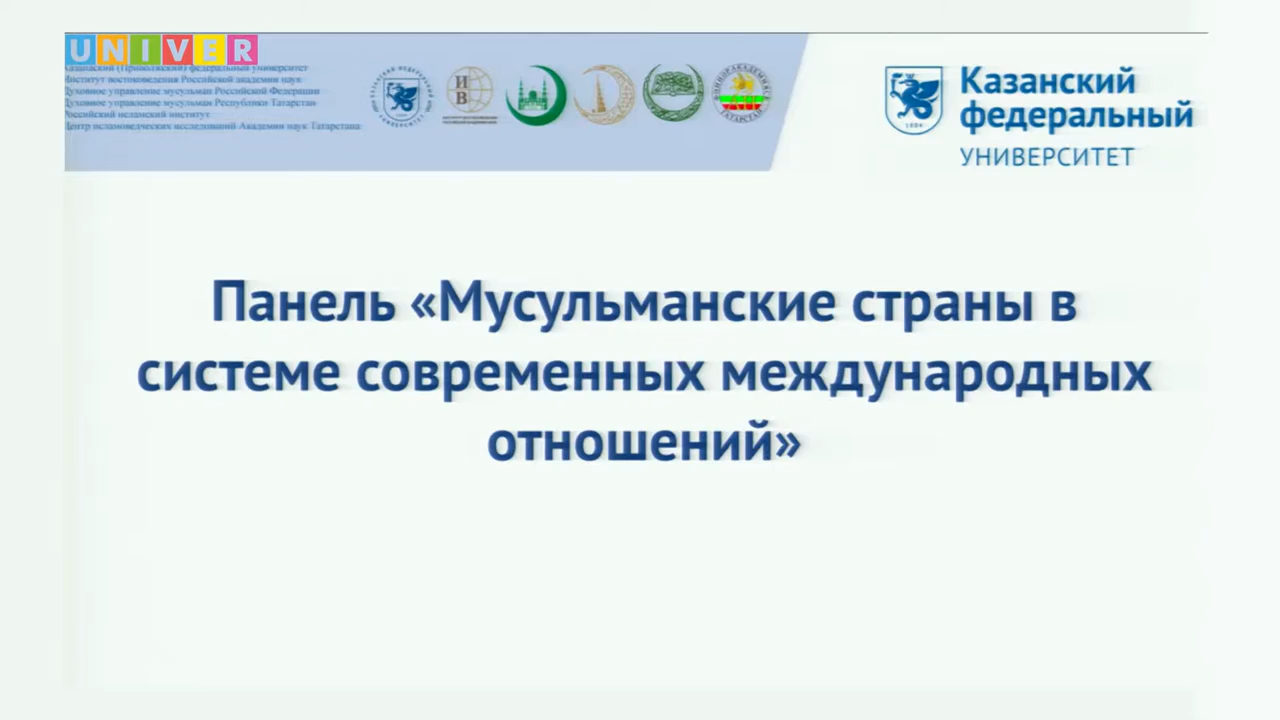 UNIVER
Казанский (Приволжский) федеральный университет
Институт востоковедения Российской академии наук
Духовное управление мусульман Российской Федерации
Духовное управление мусульман Республики Татарстан
Российский исламский институт
Центр исламоведческих исследований Академии наук Татарстана
ИВ
1804
Казанский
федеральный
УНИВЕРСИТЕТ
Панель «Мусульманские страны в
системе современных международных
отношений»